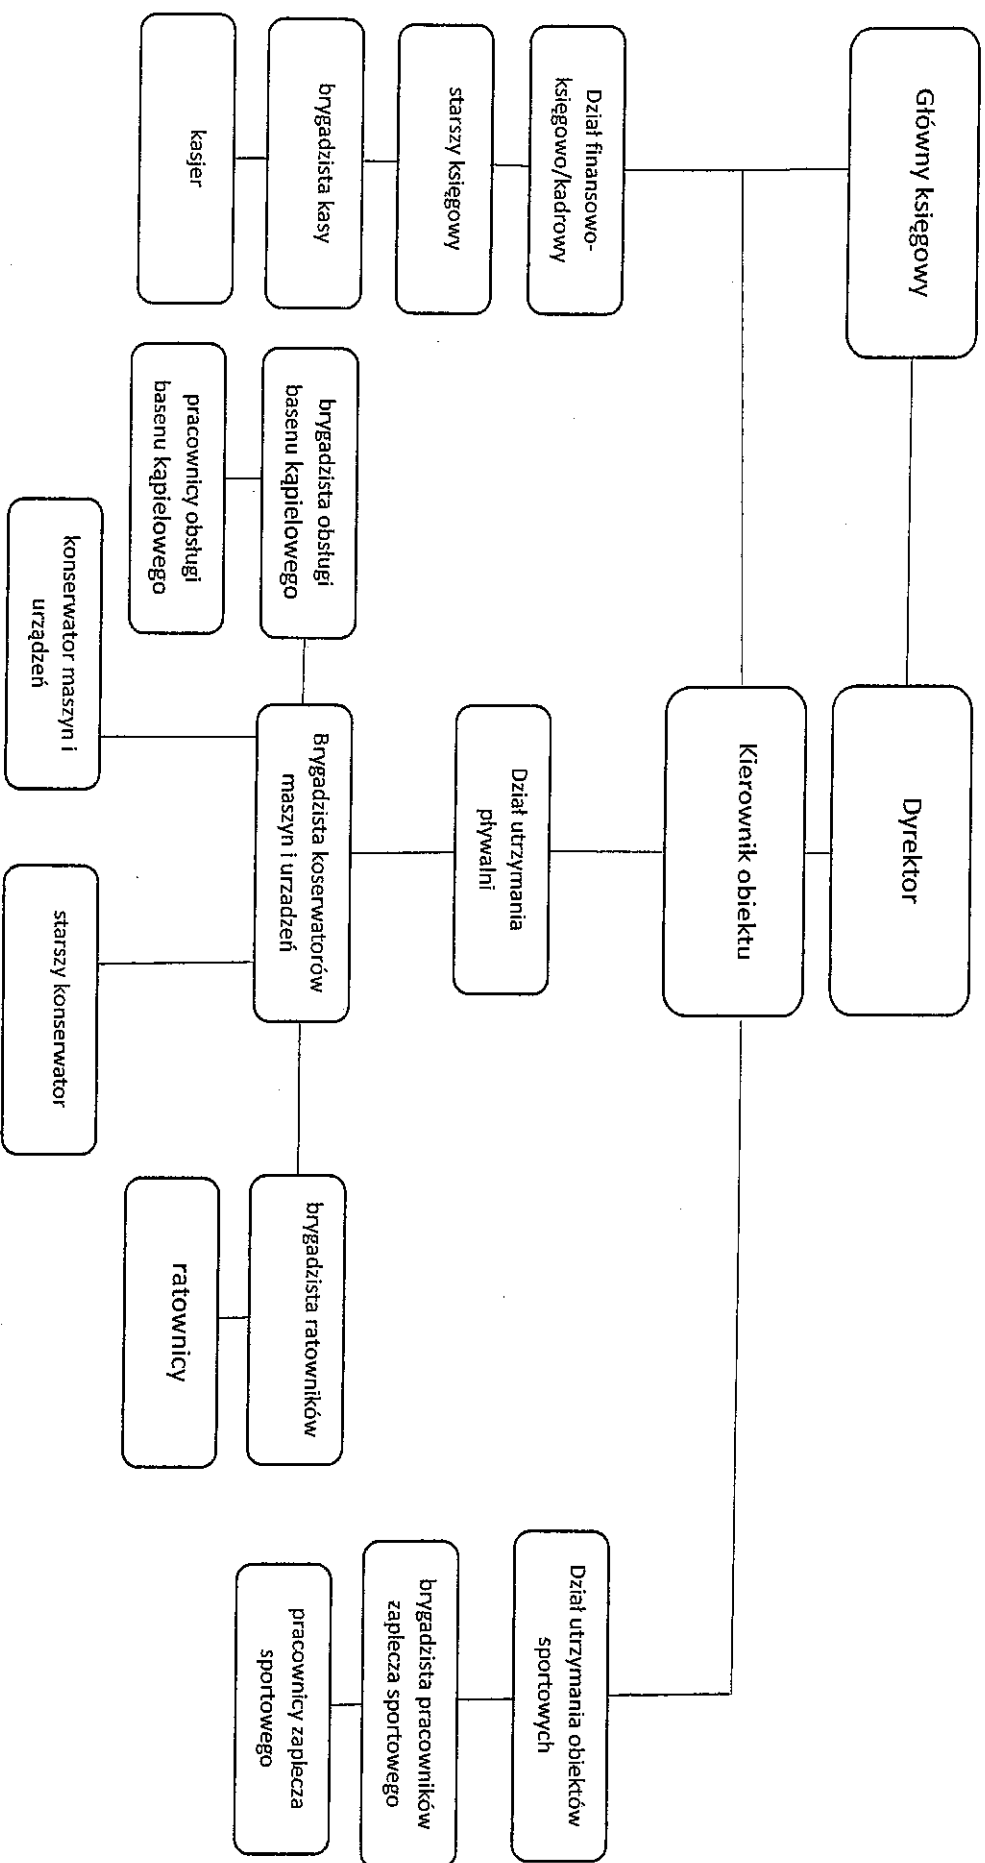 Główny księgowy
Dyrektor
Kierownik obiektu
Dział finansowo-
księgowo/kadrowy
starszy księgowy
brygadzista kasy
kasjer
Dział utrzymania
pływalni
brygadzista obsługi
basenu kąpielowego
pracownicy obsługi
basenu kąpielowego
Brygadzista koserwatorów
maszyn i urzadzeń
konserwator maszyn i
urządzeń
starszy konserwator
brygadzista ratowników
ratownicy
Dział utrzymania obiektów
sportowych
brygadzista pracowników
zaplecza sportowego
pracownicy zaplecza
sportowego